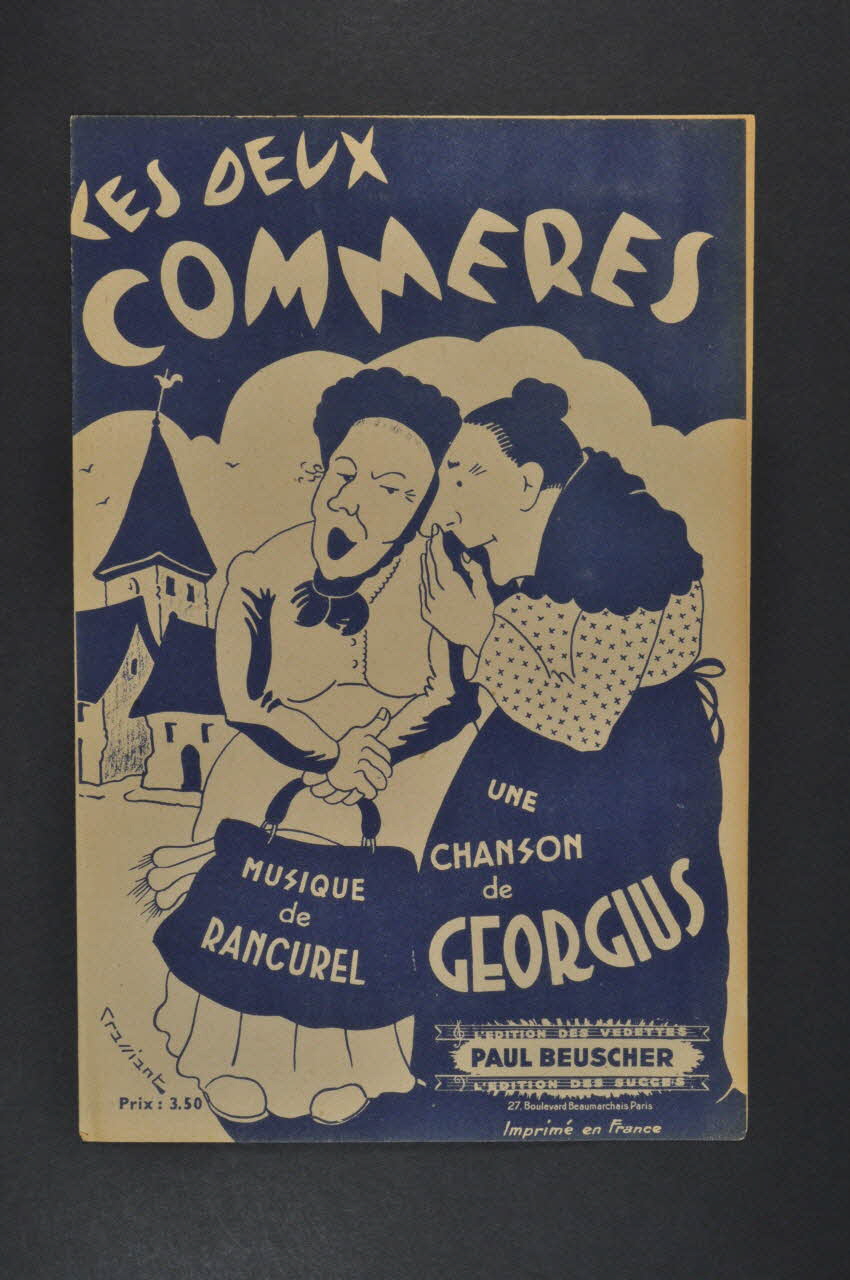 LES DEUX
COMMERES
UNE
CHANSON
de
GEORGIUS
MUSIQUE
de
RANCUREL
L'EDITION DES VEDETTES
PAUL BEUSCHER
L'EDITION DES SUCCES
27, Boulevard Beaumarchais Paris
Imprimé en France
Prix : 3.50